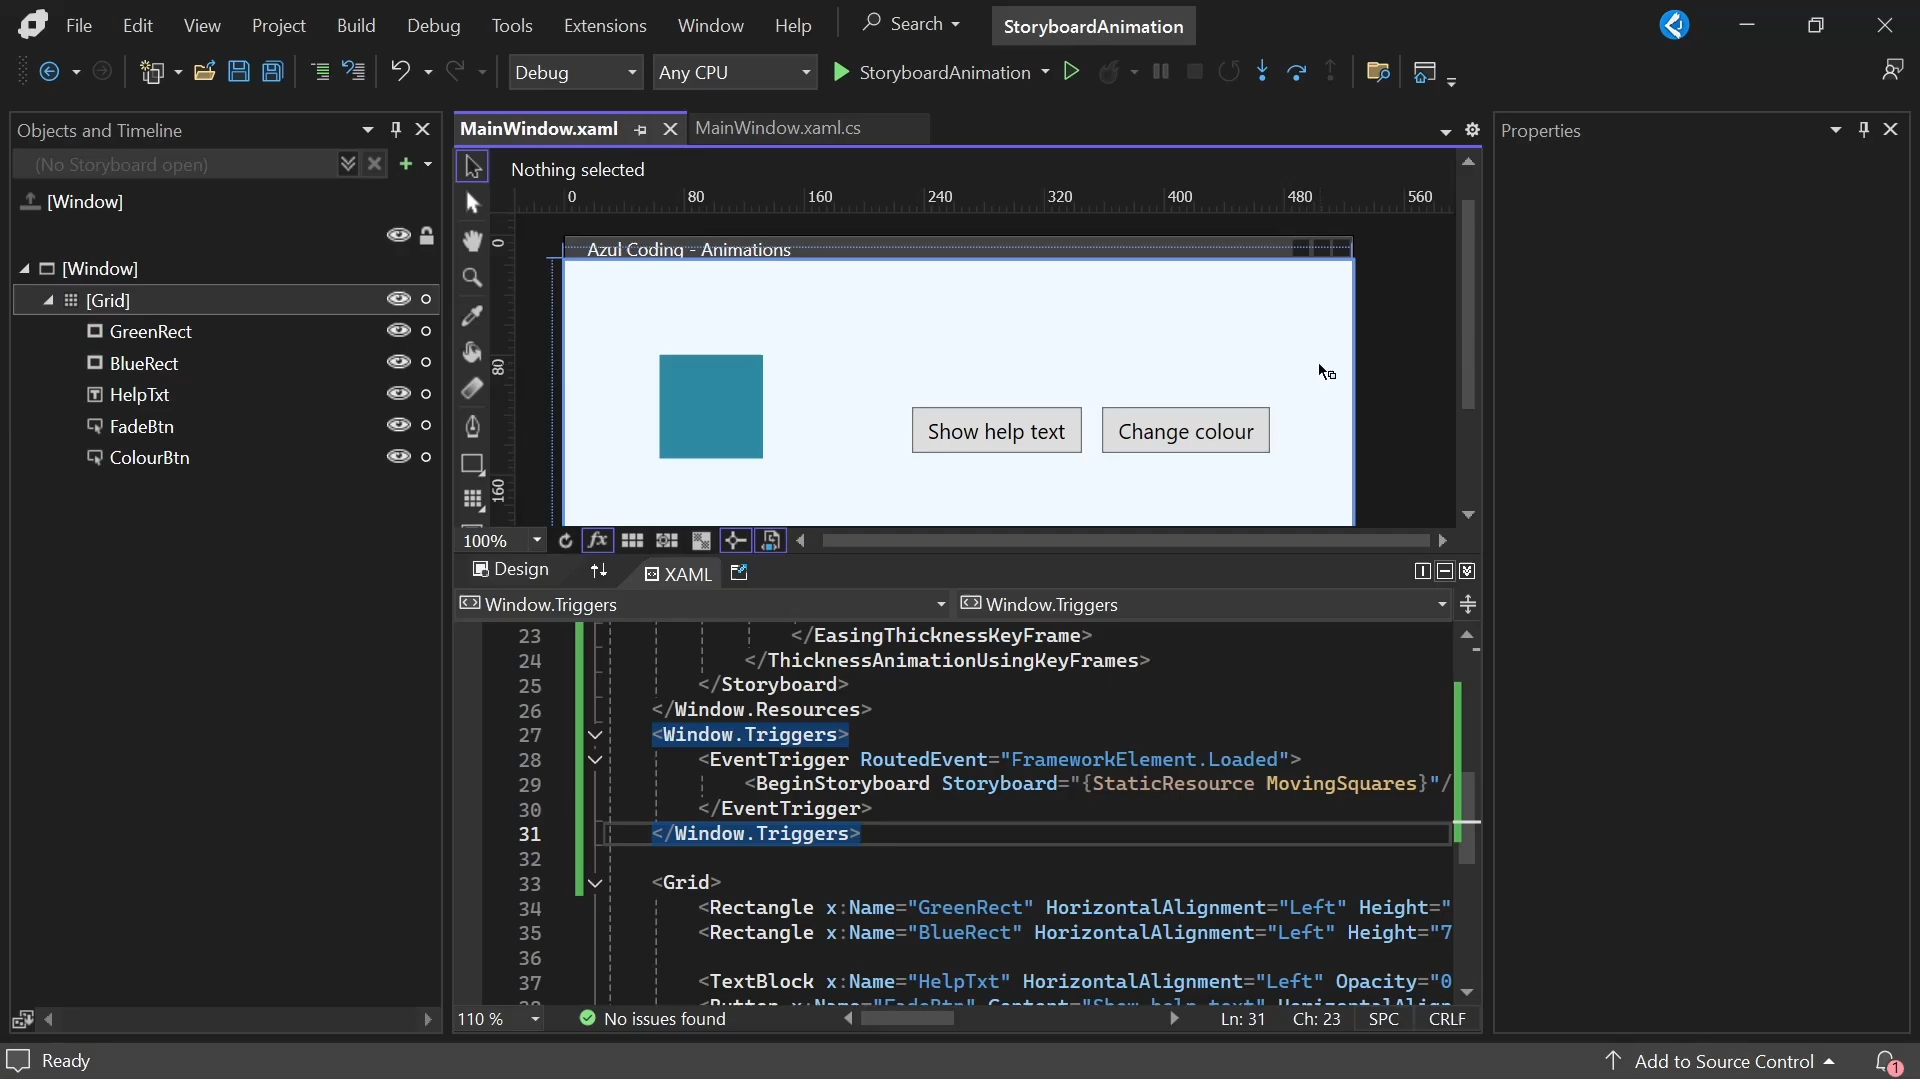 File Edit View Project Build Debug Tools Extensions Window Help Search StoryboardAnimation
Debug Any CPU StoryboardAnimation
Objects and Timeline
(No Storyboard open)
[Window]
[Window]
[Grid]
GreenRect
BlueRect
HelpTxt
FadeBtn
ColourBtn
MainWindow.xaml MainWindow.xaml.cs
Nothing selected
0 80 160 240 320 400 480 560
0
80
160
Azul Coding - Animations
Show help text Change colour
100% fx
Design XAML
Window.Triggers Window.Triggers
23 </EasingThicknessKeyFrame>
24 </ThicknessAnimationUsingKeyFrames>
25 </Storyboard>
26 </Window.Resources>
27 <Window.Triggers>
28 <EventTrigger RoutedEvent="FrameworkElement.Loaded">
29 <BeginStoryboard Storyboard="{StaticResource MovingSquares}"/
30 </EventTrigger>
31 </Window.Triggers>
32
33 <Grid>
34 <Rectangle x:Name="GreenRect" HorizontalAlignment="Left" Height="
35 <Rectangle x:Name="BlueRect" HorizontalAlignment="Left" Height="7
36
37 <TextBlock x:Name="HelpTxt" HorizontalAlignment="Left" Opacity="0
110 % No issues found Ln: 31 Ch: 23 SPC CRLF
Properties
Ready Add to Source Control 1